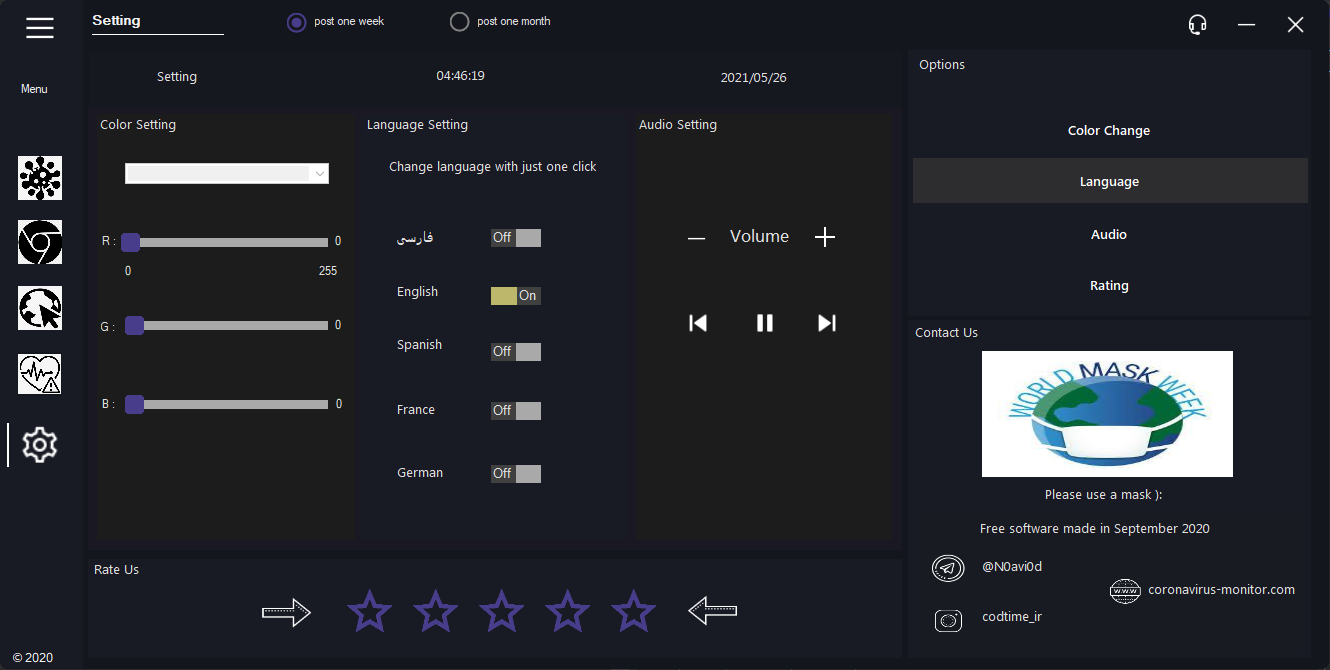 Setting
post one week
post one month
Menu
Setting
04:46:19
2021/05/26
Color Setting
R :
0
0
255
G :
0
B :
0
Language Setting
Change language with just one click
فارسی
Off
English
On
Spanish
Off
France
Off
German
Off
Audio Setting
Volume
Options
Color Change
Language
Audio
Rating
Contact Us
WORLD MASK WEEK
Please use a mask ):
Free software made in September 2020
@N0avi0d
www
coronavirus-monitor.com
codtime_ir
Rate Us
© 2020